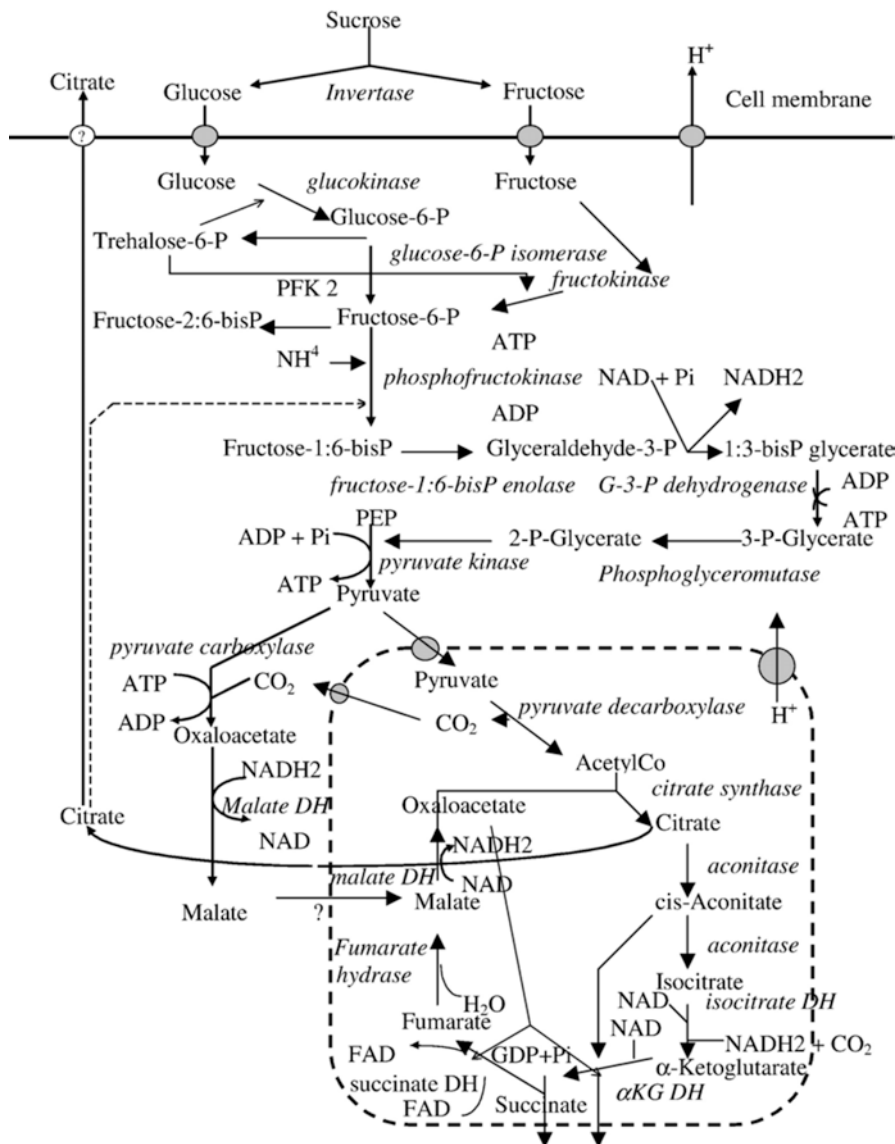 Sucrose
Citrate
Glucose
Invertase
Fructose
H+
Cell membrane
?
Glucose
glucokinase
Fructose
Glucose-6-P
Trehalose-6-P
glucose-6-P isomerase
PFK 2
fructokinase
Fructose-2:6-bisP
Fructose-6-P
ATP
NH4
phosphofructokinase
NAD + Pi
NADH2
ADP
Fructose-1:6-bisP
Glyceraldehyde-3-P
1:3-bisP glycerate
fructose-1:6-bisP enolase
G-3-P dehydrogenase
ADP
PEP
ATP
ADP + Pi
2-P-Glycerate
3-P-Glycerate
pyruvate kinase
ATP
Phosphoglyceromutase
Pyruvate
pyruvate carboxylase
ATP
CO2
Pyruvate
H+
ADP
CO2
pyruvate decarboxylase
Oxaloacetate
AcetylCo
NADH2
citrate synthase
Malate DH
Oxaloacetate
Citrate
Citrate
NAD
NADH2
malate DH
NAD
aconitase
Malate
?
Malate
cis-Aconitate
Fumarate
hydrase
aconitase
Isocitrate
H2O
NAD
isocitrate DH
Fumarate
NAD
NADH2 + CO2
FAD
GDP+Pi
α-Ketoglutarate
succinate DH
αKG DH
FAD
Succinate